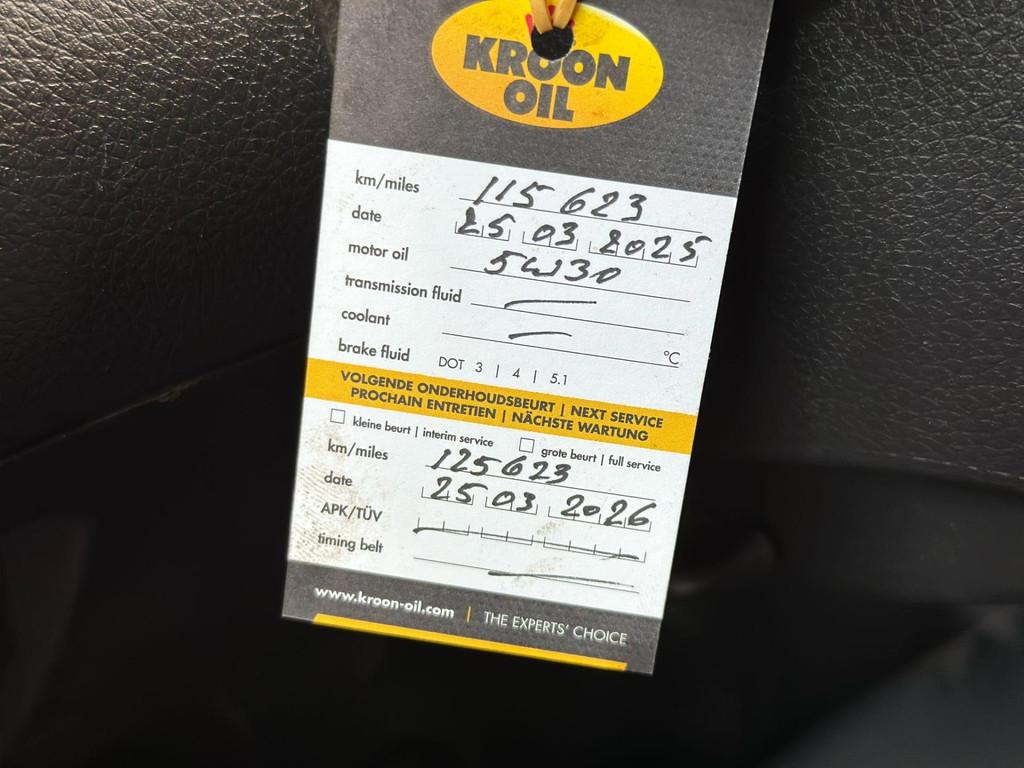 KROON
OIL
km/miles 115 623
date 25 03 2025
motor oil 5W30
transmission fluid —
coolant — °C
brake fluid DOT 3 | 4 | 5.1
VOLGENDE ONDERHOUDSBEURT | NEXT SERVICE
PROCHAIN ENTRETIEN | NÄCHSTE WARTUNG
kleine beurt | interim service grote beurt | full service
km/miles 125623
date 25 03 2026
APK/TÜV —
timing belt —
www.kroon-oil.com | THE EXPERTS' CHOICE